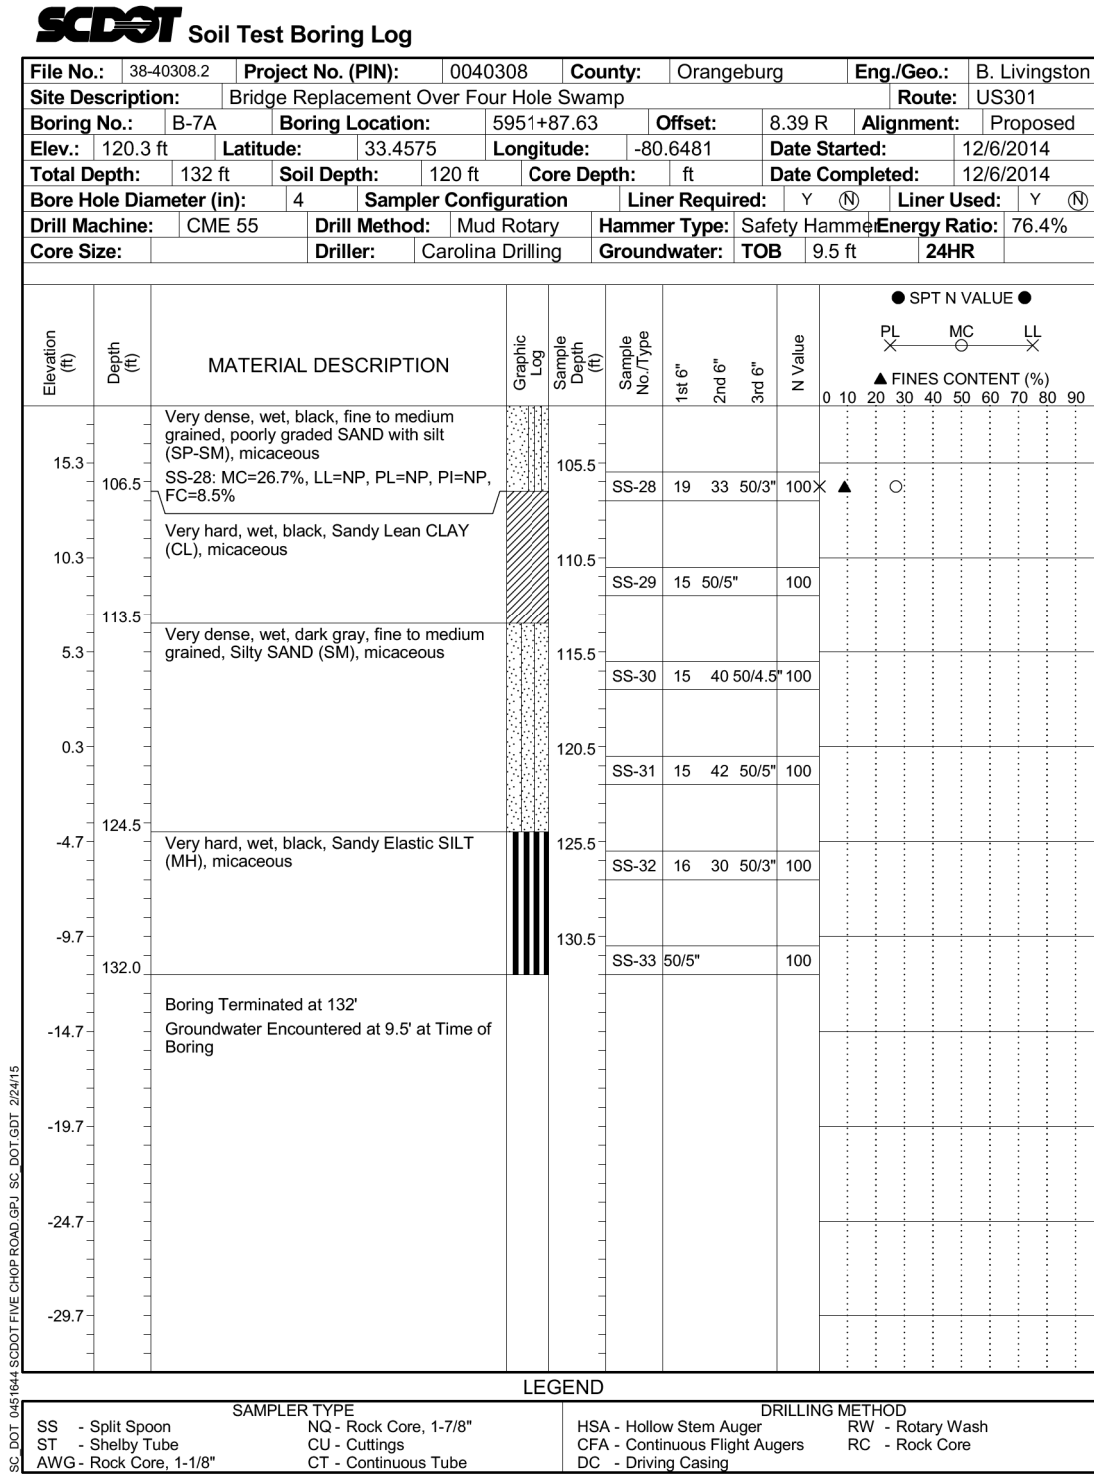 SCDOT Soil Test Boring Log
File No.: 38-40308.2 Project No. (PIN): 0040308 County: Orangeburg Eng./Geo.: B. Livingston
Site Description: Bridge Replacement Over Four Hole Swamp Route: US301
Boring No.: B-7A Boring Location: 5951+87.63 Offset: 8.39 R Alignment: Proposed
Elev.: 120.3 ft Latitude: 33.4575 Longitude: -80.6481 Date Started: 12/6/2014
Total Depth: 132 ft Soil Depth: 120 ft Core Depth: ft Date Completed: 12/6/2014
Bore Hole Diameter (in): 4 Sampler Configuration Liner Required: Y N Liner Used: Y N
Drill Machine: CME 55 Drill Method: Mud Rotary Hammer Type: Safety Hammer Energy Ratio: 76.4%
Core Size: Driller: Carolina Drilling Groundwater: TOB 9.5 ft 24HR
Elevation (ft) Depth (ft) MATERIAL DESCRIPTION Graphic Log Sample Depth (ft) Sample No./Type 1st 6" 2nd 6" 3rd 6" N Value
● SPT N VALUE ●
PL MC LL
▲ FINES CONTENT (%)
0 10 20 30 40 50 60 70 80 90
Very dense, wet, black, fine to medium
grained, poorly graded SAND with silt
(SP-SM), micaceous
15.3 105.5
106.5 SS-28: MC=26.7%, LL=NP, PL=NP, PI=NP,
FC=8.5%
SS-28 19 33 50/3" 100
Very hard, wet, black, Sandy Lean CLAY
(CL), micaceous
10.3 110.5
SS-29 15 50/5" 100
113.5
Very dense, wet, dark gray, fine to medium
grained, Silty SAND (SM), micaceous
5.3 115.5
SS-30 15 40 50/4.5" 100
0.3 120.5
SS-31 15 42 50/5" 100
124.5
Very hard, wet, black, Sandy Elastic SILT
(MH), micaceous
-4.7 125.5
SS-32 16 30 50/3" 100
-9.7 130.5
SS-33 50/5" 100
132.0
Boring Terminated at 132'
Groundwater Encountered at 9.5' at Time of
Boring
-14.7
-19.7
-24.7
-29.7
SC_DOT 0451644 SCDOT FIVE CHOP ROAD.GPJ SC_DOT.GDT 2/24/15
LEGEND
SAMPLER TYPE
SS - Split Spoon NQ - Rock Core, 1-7/8"
ST - Shelby Tube CU - Cuttings
AWG - Rock Core, 1-1/8" CT - Continuous Tube
DRILLING METHOD
HSA - Hollow Stem Auger RW - Rotary Wash
CFA - Continuous Flight Augers RC - Rock Core
DC - Driving Casing